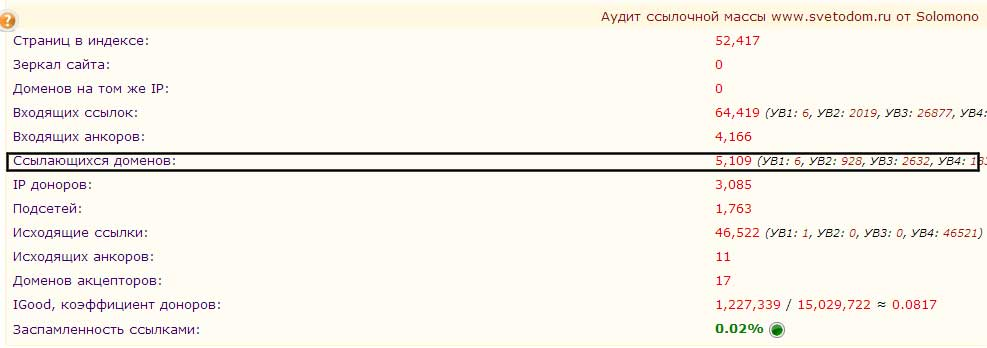 Аудит ссылочной массы www.svetodom.ru от Solomono
Страниц в индексе: 52,417
Зеркал сайта: 0
Доменов на том же IP: 0
Входящих ссылок: 64,419 (УВ1: 6, УВ2: 2019, УВ3: 26877, УВ4:
Входящих анкоров: 4,166
Ссылающихся доменов: 5,109 (УВ1: 6, УВ2: 928, УВ3: 2632, УВ4:
IP доноров: 3,085
Подсетей: 1,763
Исходящие ссылки: 46,522 (УВ1: 1, УВ2: 0, УВ3: 0, УВ4: 46521)
Исходящих анкоров: 11
Доменов акцепторов: 17
IGood, коэффициент доноров: 1,227,339 / 15,029,722 ≈ 0.0817
Заспамленность ссылками: 0.02%